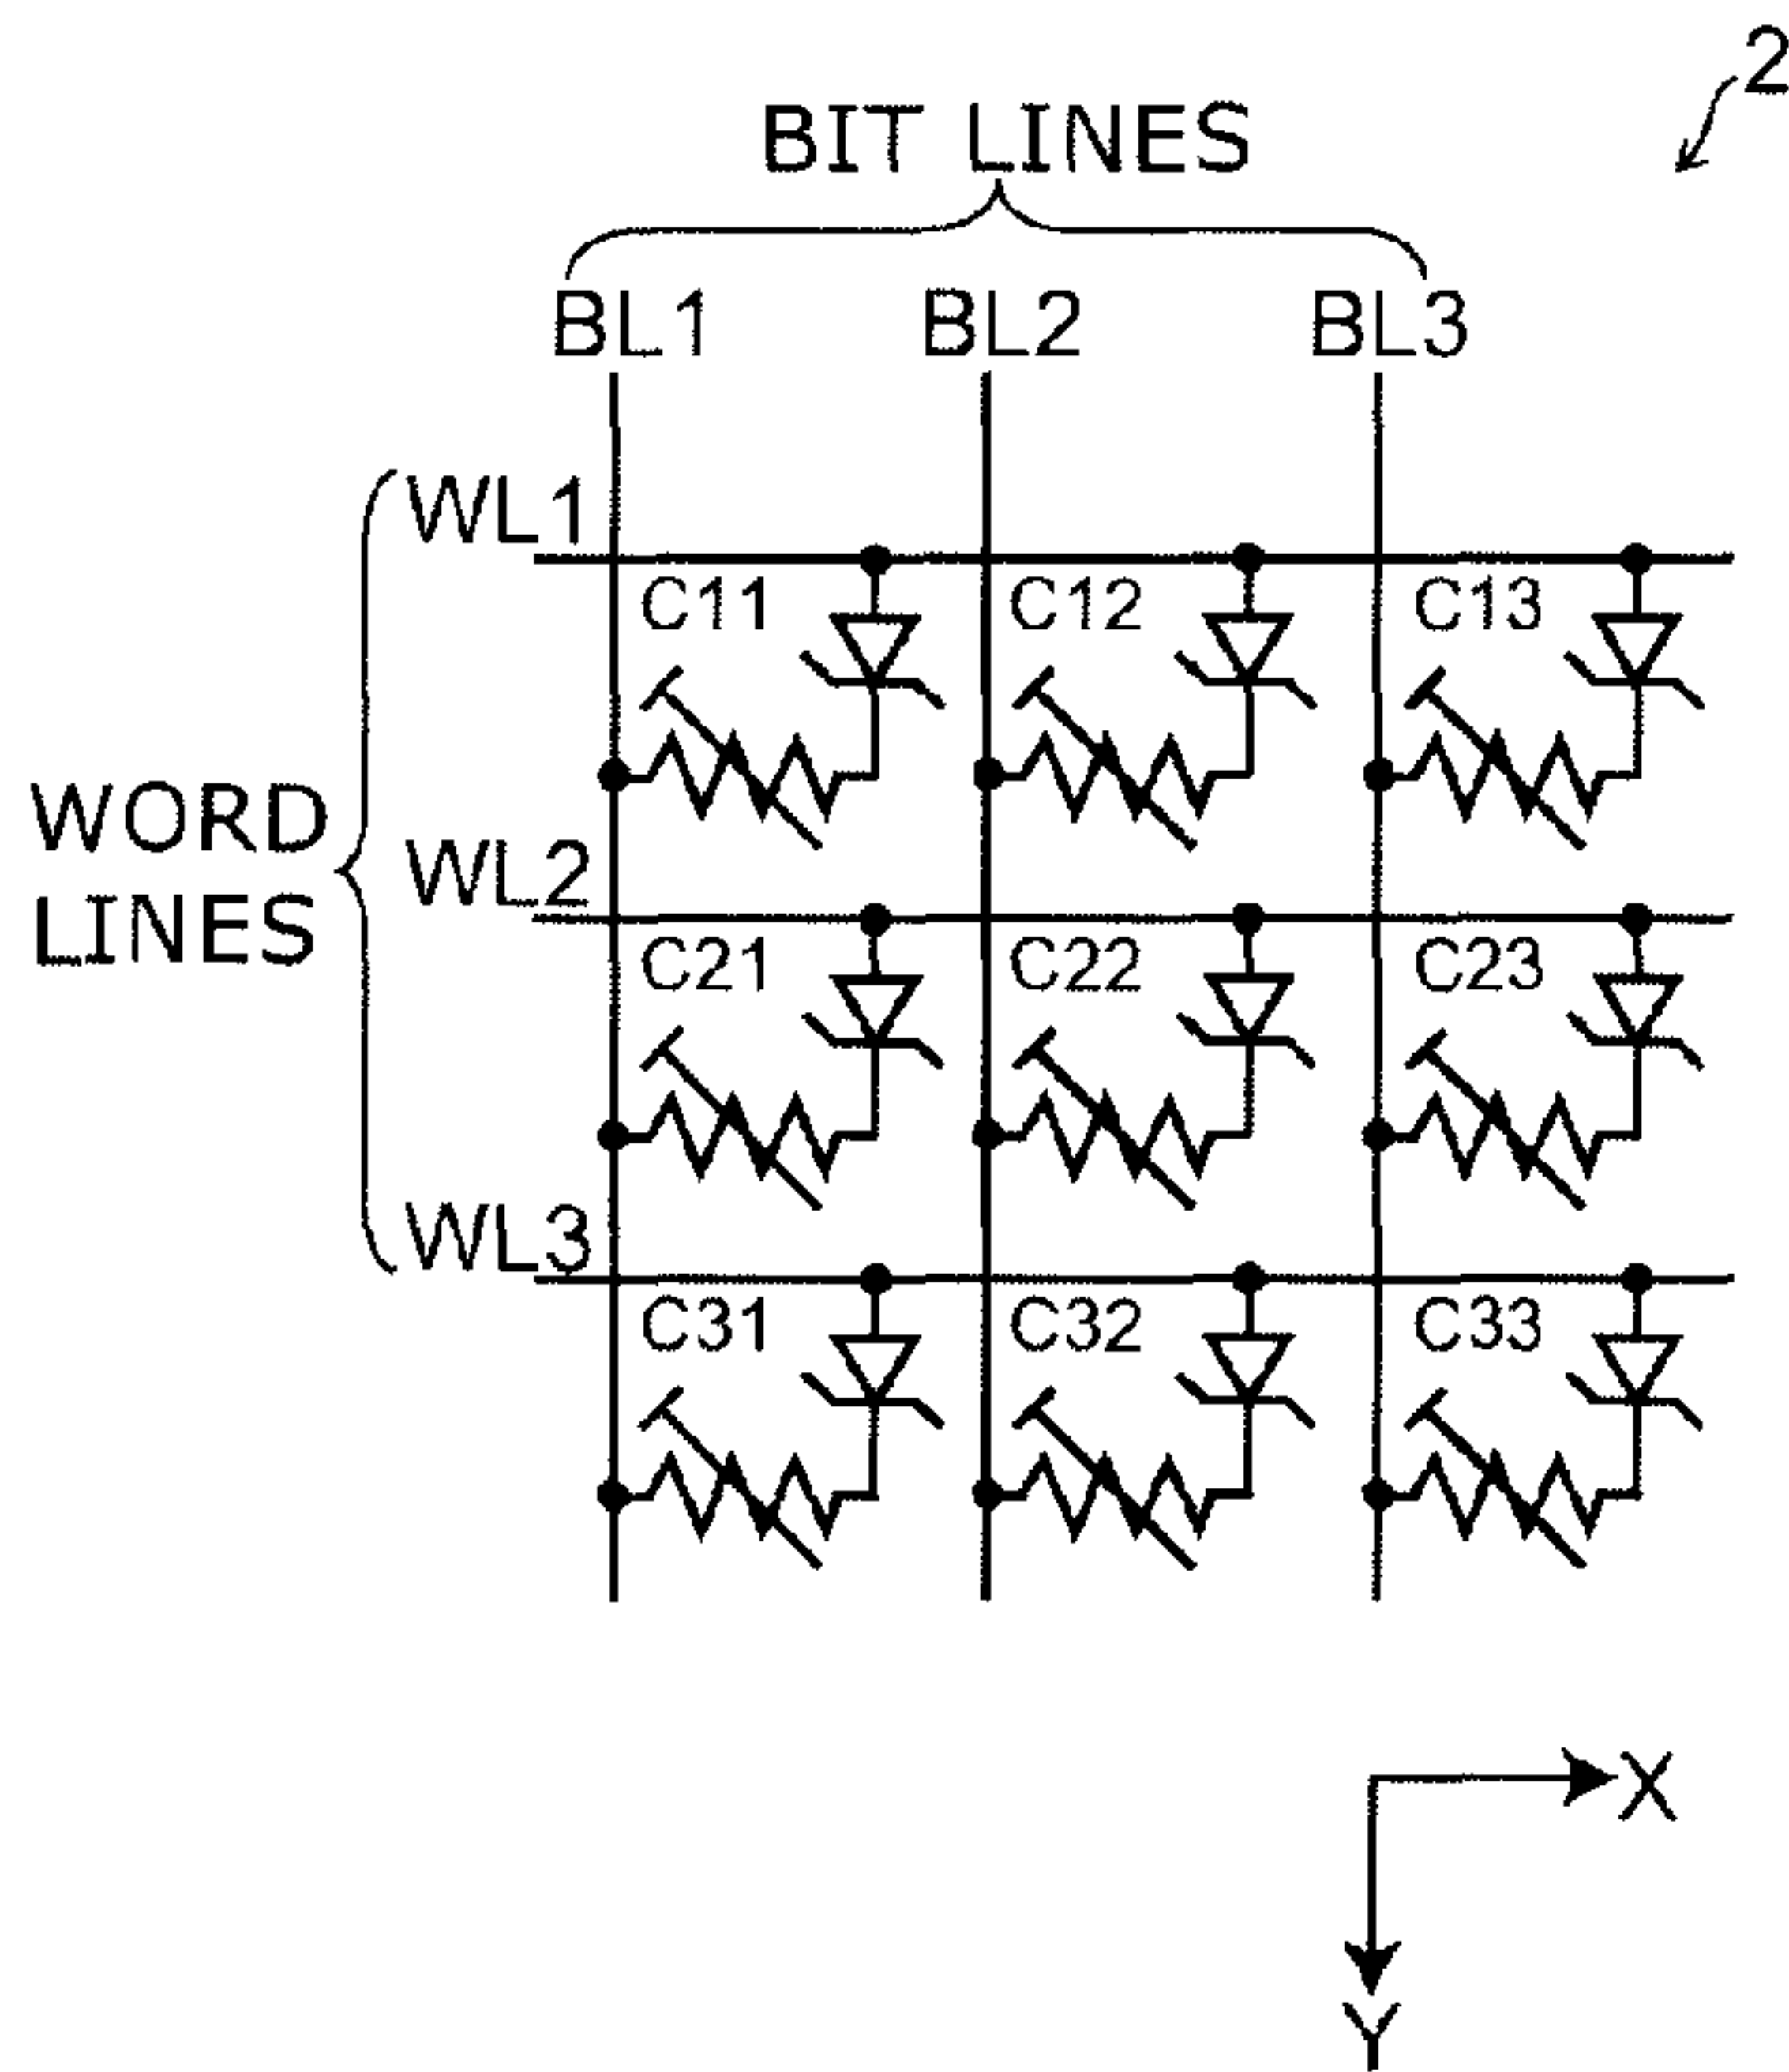 2
BIT LINES
BL1 BL2 BL3
WL1
C11 C12 C13
WORD
LINES
WL2
C21 C22 C23
WL3
C31 C32 C33
X
Y